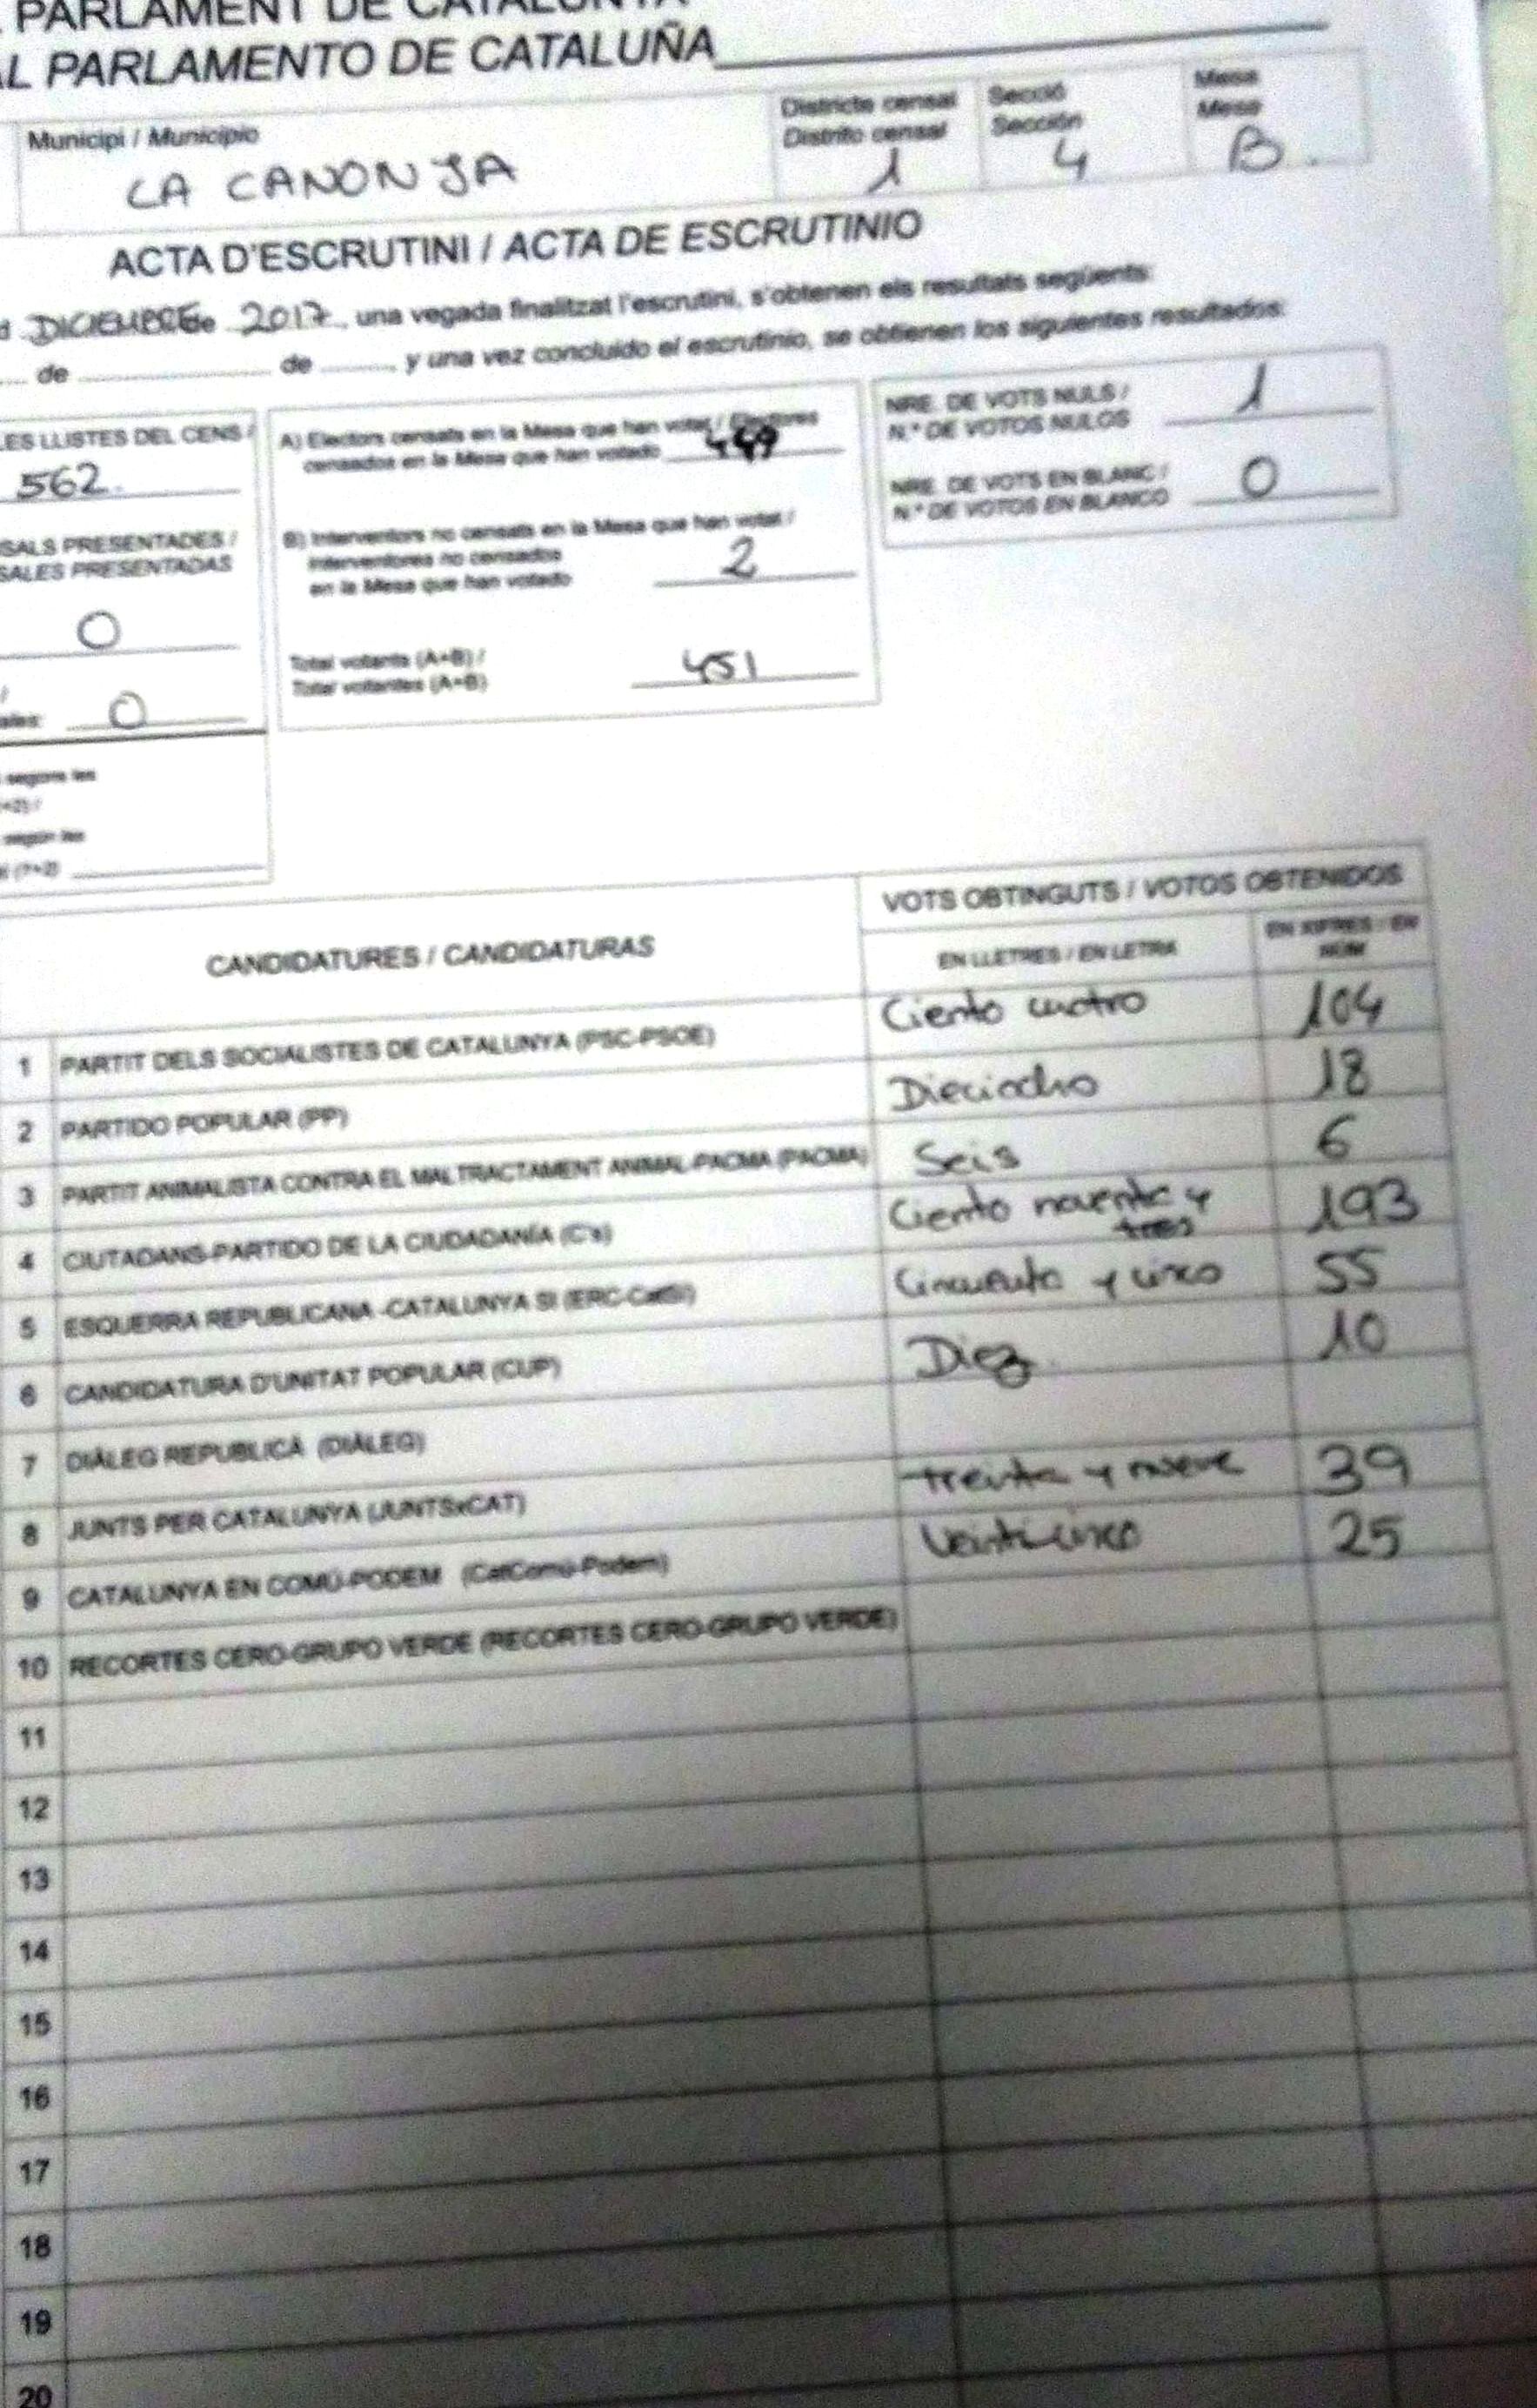 PARLAMENT DE CATALUNYA
AL PARLAMENTO DE CATALUÑA
Municipi / Municipio
LA CANONJA
Districte censal
Distrito censal
1
Secció
Sección
4
Mesa
Mesa
B
ACTA D'ESCRUTINI / ACTA DE ESCRUTINIO
DICIEMBRE de 2017, una vegada finalitzat l'escrutini, s'obtenen els resultats següents:
de de y una vez concluido el escrutinio, se obtienen los siguientes resultados:
LES LLISTES DEL CENS /
562
SALS PRESENTADES /
SALES PRESENTADAS
0
/
ales: 0
segons les
+2) /
según les
(1+2)
A) Electors censats en la Mesa que han votat / Electores
censados en la Mesa que han votado 449
B) Interventors no censats en la Mesa que han votat /
Interventores no censados
en la Mesa que han votado 2
Total votants (A+B) /
Total votantes (A+B) 451
NRE. DE VOTS NULS /
N.º DE VOTOS NULOS 1
NRE. DE VOTS EN BLANC /
N.º DE VOTOS EN BLANCO 0
CANDIDATURES / CANDIDATURAS
VOTS OBTINGUTS / VOTOS OBTENIDOS
EN LLETRES / EN LETRA
EN XIFRES / EN
NÚM
1 PARTIT DELS SOCIALISTES DE CATALUNYA (PSC-PSOE) Ciento cuatro 104
2 PARTIDO POPULAR (PP) Dieciocho 18
3 PARTIT ANIMALISTA CONTRA EL MALTRACTAMENT ANIMAL-PACMA (PACMA) Seis 6
4 CIUTADANS-PARTIDO DE LA CIUDADANÍA (C's) Ciento noventa y tres 193
5 ESQUERRA REPUBLICANA -CATALUNYA SI (ERC-CatSí) Cincuenta y cinco 55
6 CANDIDATURA D'UNITAT POPULAR (CUP) Diez 10
7 DIÀLEG REPUBLICÀ (DIÀLEG)
8 JUNTS PER CATALUNYA (JUNTSxCAT) treinta y nueve 39
9 CATALUNYA EN COMÚ-PODEM (CatComú-Podem) Veinticinco 25
10 RECORTES CERO-GRUPO VERDE (RECORTES CERO-GRUPO VERDE)
11
12
13
14
15
16
17
18
19
20